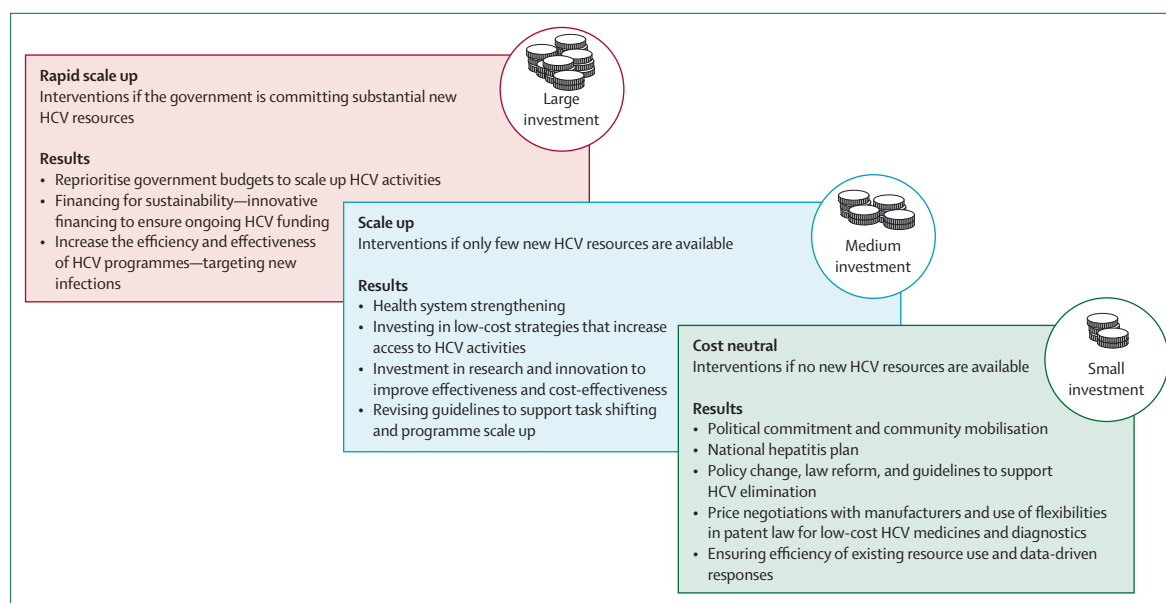 Rapid scale up
Interventions if the government is committing substantial new
HCV resources
Large
investment
Results
• Reprioritise government budgets to scale up HCV activities
• Financing for sustainability—innovative
financing to ensure ongoing HCV funding
• Increase the efficiency and effectiveness
of HCV programmes—targeting new
infections
Scale up
Interventions if only few new HCV resources are available
Medium
investment
Results
• Health system strengthening
• Investing in low-cost strategies that increase
access to HCV activities
• Investment in research and innovation to
improve effectiveness and cost-effectiveness
• Revising guidelines to support task shifting
and programme scale up
Cost neutral
Interventions if no new HCV resources are available
Small
investment
Results
• Political commitment and community mobilisation
• National hepatitis plan
• Policy change, law reform, and guidelines to support
HCV elimination
• Price negotiations with manufacturers and use of flexibilities
in patent law for low-cost HCV medicines and diagnostics
• Ensuring efficiency of existing resource use and data-driven
responses